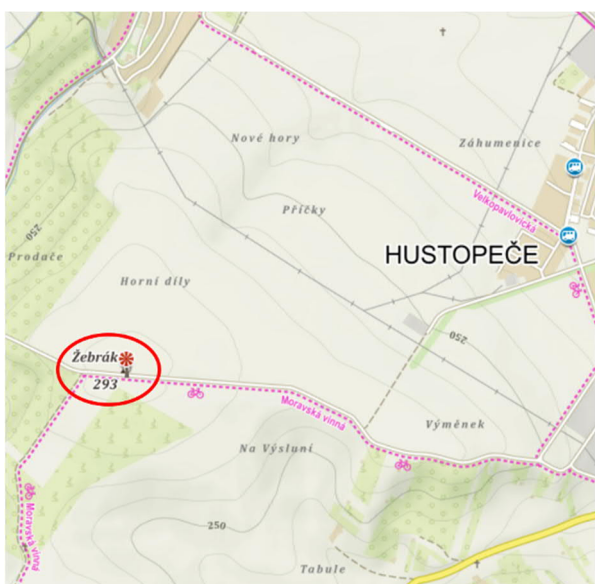 Nové hory
Záhumenice
Velkopavlovická
Příčky
250
HUSTOPEČE
Prodače
Horní díly
250
Žebrák
293
Moravská vinná
Výměnek
Na Výsluní
Moravská vinná
250
Tabule